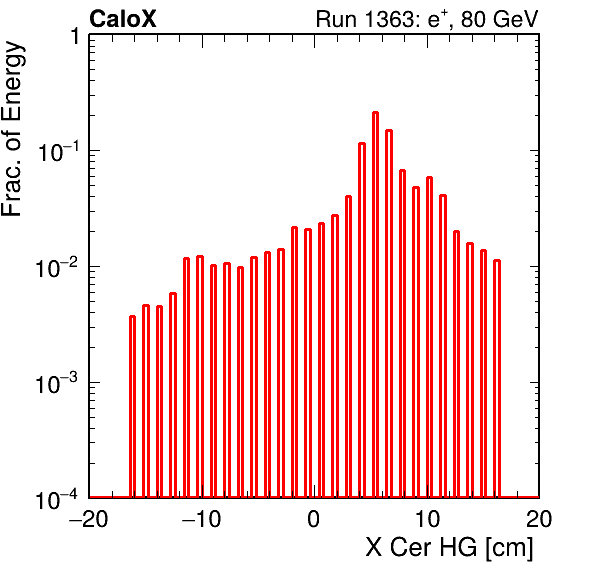 CaloX Run 1363: e⁺, 80 GeV
Frac. of Energy
1
10⁻¹
10⁻²
10⁻³
10⁻⁴
−20 −10 0 10 20
X Cer HG [cm]